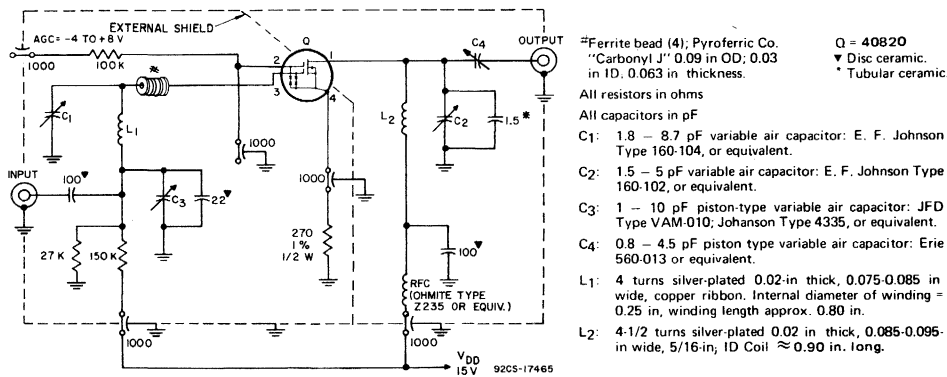 EXTERNAL SHIELD
AGC= -4 TO +8 V
1000
100K
*
Q
1
2
3
4
C4
OUTPUT
C1
L1
L2
C2
1.5 *
1000
1000
INPUT
100▼
C3
22▼
27 K
150K
270
1 %
1/2 W
100▼
RFC
(OHMITE TYPE
Z235 OR EQUIV.)
1000
1000
VDD
15 V
92CS-17465
#Ferrite bead (4); Pyroferric Co.
"Carbonyl J" 0.09 in OD; 0.03
in ID. 0.063 in thickness.
Q = 40820
▼ Disc ceramic.
* Tubular ceramic.
All resistors in ohms
All capacitors in pF
C1: 1.8 – 8.7 pF variable air capacitor: E. F. Johnson
Type 160-104, or equivalent.
C2: 1.5 – 5 pF variable air capacitor: E. F. Johnson Type
160-102, or equivalent.
C3: 1 – 10 pF piston-type variable air capacitor: JFD
Type VAM-010; Johanson Type 4335, or equivalent.
C4: 0.8 – 4.5 pF piston type variable air capacitor: Erie
560-013 or equivalent.
L1: 4 turns silver-plated 0.02-in thick, 0.075-0.085 in
wide, copper ribbon. Internal diameter of winding =
0.25 in, winding length approx. 0.80 in.
L2: 4-1/2 turns silver-plated 0.02 in thick, 0.085-0.095-
in wide, 5/16-in; ID Coil ≈ 0.90 in. long.